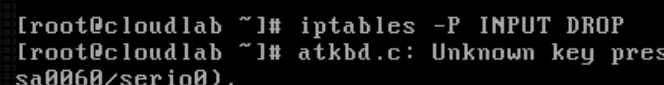 [root@cloudlab ~]# iptables -P INPUT DROP
[root@cloudlab ~]# atkbd.c: Unknown key pres
sa0060/serio0).